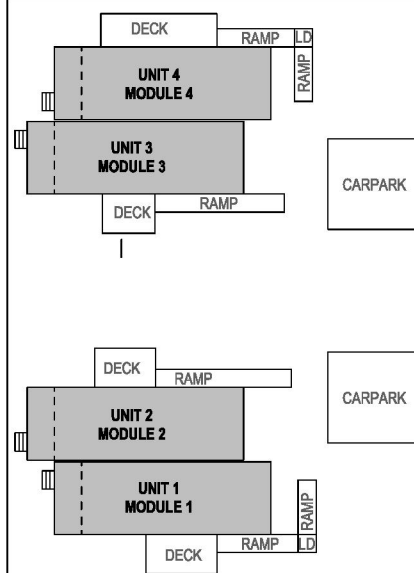 DECK
RAMP
LD
RAMP
UNIT 4
MODULE 4
UNIT 3
MODULE 3
CARPARK
DECK
RAMP
DECK
RAMP
CARPARK
UNIT 2
MODULE 2
UNIT 1
MODULE 1
RAMP
DECK
RAMP
LD